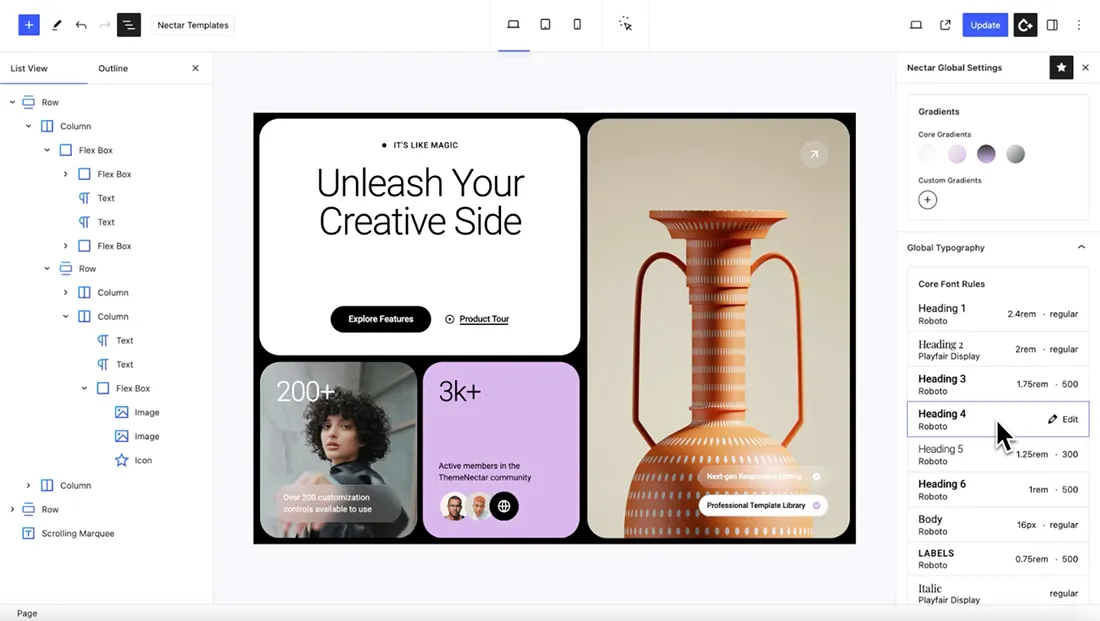 Nectar Templates
Update
List View
Outline
Row
Column
Flex Box
Flex Box
Text
Text
Flex Box
Row
Column
Column
Text
Text
Flex Box
Image
Image
Icon
Column
Row
Scrolling Marquee
Page
IT'S LIKE MAGIC
Unleash Your
Creative Side
Explore Features
Product Tour
200+
Over 200 customization
controls available to use
3k+
Active members in the
ThemeNectar community
Next-gen Responsive Editing
Professional Template Library
Nectar Global Settings
Gradients
Core Gradients
Custom Gradients
Global Typography
Core Font Rules
Heading 1
Roboto
2.4rem · regular
Heading 2
Playfair Display
2rem · regular
Heading 3
Roboto
1.75rem · 500
Heading 4
Roboto
Edit
Heading 5
Roboto
1.25rem · 300
Heading 6
Roboto
1rem · 500
Body
Roboto
16px · regular
LABELS
Roboto
0.75rem · 500
Italic
Playfair Display
regular